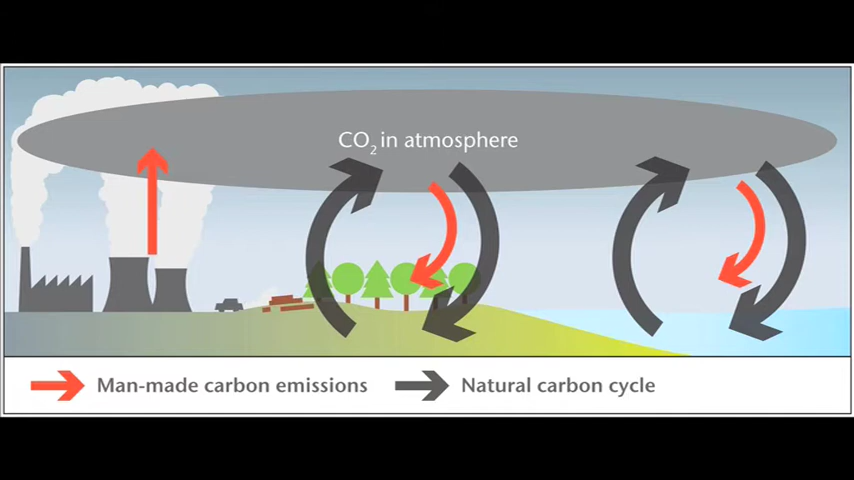 CO₂ in atmosphere
Man-made carbon emissions
Natural carbon cycle